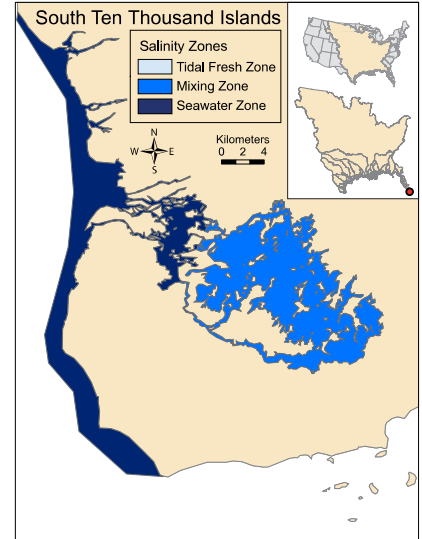 South Ten Thousand Islands
Salinity Zones
Tidal Fresh Zone
Mixing Zone
Seawater Zone
N
W E
S
Kilometers
0 2 4